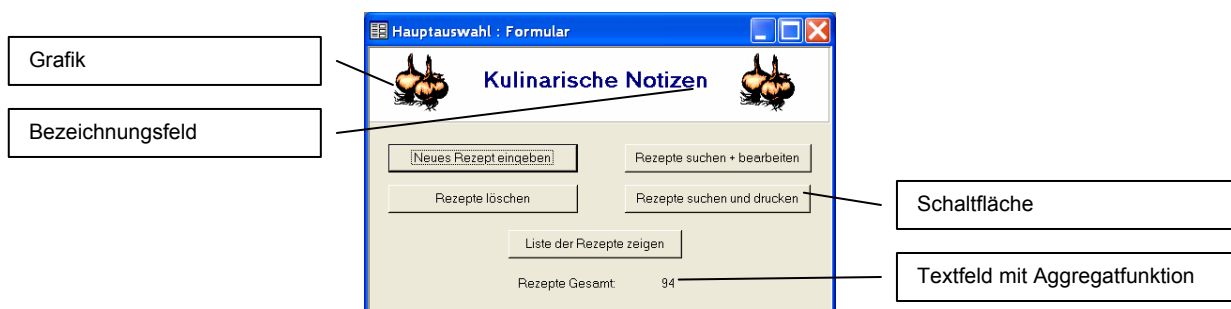 Hauptauswahl : Formular
Grafik
Kulinarische Notizen
Bezeichnungsfeld
Neues Rezept eingeben
Rezepte suchen + bearbeiten
Rezepte löschen
Rezepte suchen und drucken
Schaltfläche
Liste der Rezepte zeigen
Rezepte Gesamt: 94
Textfeld mit Aggregatfunktion